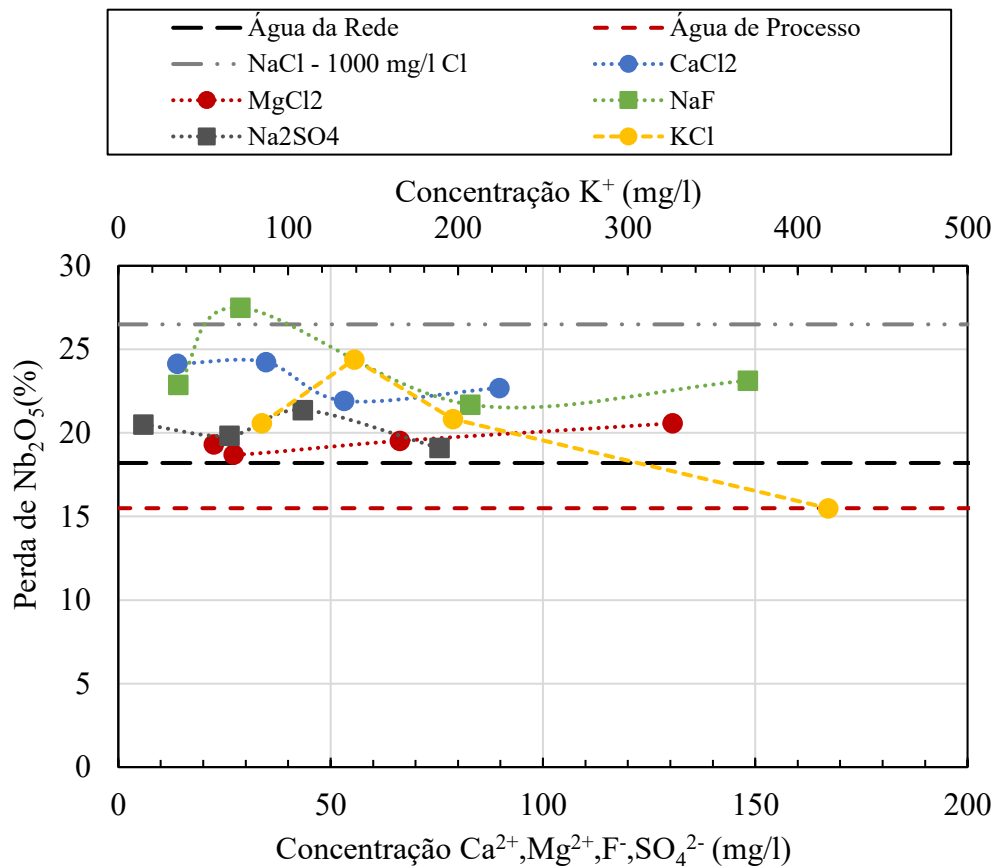 Água da Rede
Água de Processo
NaCl - 1000 mg/l Cl
CaCl2
MgCl2
NaF
Na2SO4
KCl
Concentração K⁺ (mg/l)
0 100 200 300 400 500
30
25
20
15
10
5
0
Perda de Nb₂O₅(%)
0 50 100 150 200
Concentração Ca²⁺,Mg²⁺,F⁻,SO₄²⁻ (mg/l)